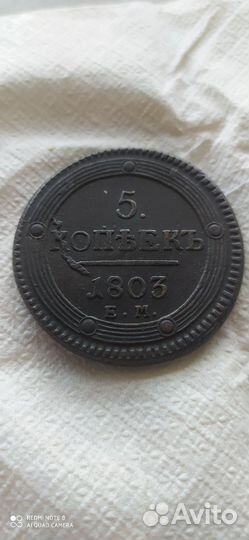 5.
КОПѢЕКЪ
1803
Е.М.
REDMI NOTE 8
AI QUAD CAMERA
Avito